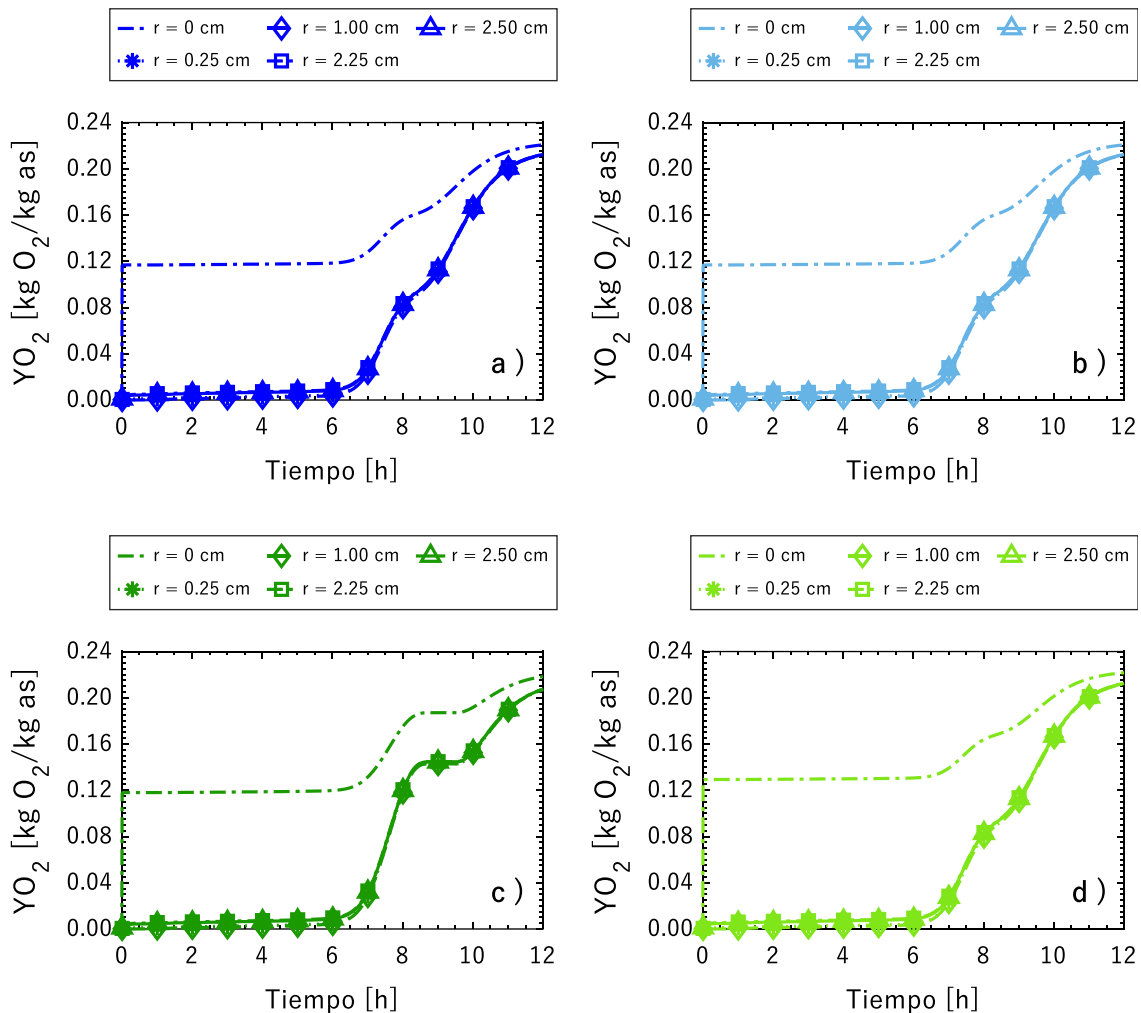 r = 0 cm r = 1.00 cm r = 2.50 cm
r = 0.25 cm r = 2.25 cm
0.24
0.20
0.16
0.12
0.08
0.04
0.00
YO2 [kg O2/kg as]
a )
0 2 4 6 8 10 12
Tiempo [h]
r = 0 cm r = 1.00 cm r = 2.50 cm
r = 0.25 cm r = 2.25 cm
0.24
0.20
0.16
0.12
0.08
0.04
0.00
YO2 [kg O2/kg as]
b )
0 2 4 6 8 10 12
Tiempo [h]
r = 0 cm r = 1.00 cm r = 2.50 cm
r = 0.25 cm r = 2.25 cm
0.24
0.20
0.16
0.12
0.08
0.04
0.00
YO2 [kg O2/kg as]
c )
0 2 4 6 8 10 12
Tiempo [h]
r = 0 cm r = 1.00 cm r = 2.50 cm
r = 0.25 cm r = 2.25 cm
0.24
0.20
0.16
0.12
0.08
0.04
0.00
YO2 [kg O2/kg as]
d )
0 2 4 6 8 10 12
Tiempo [h]